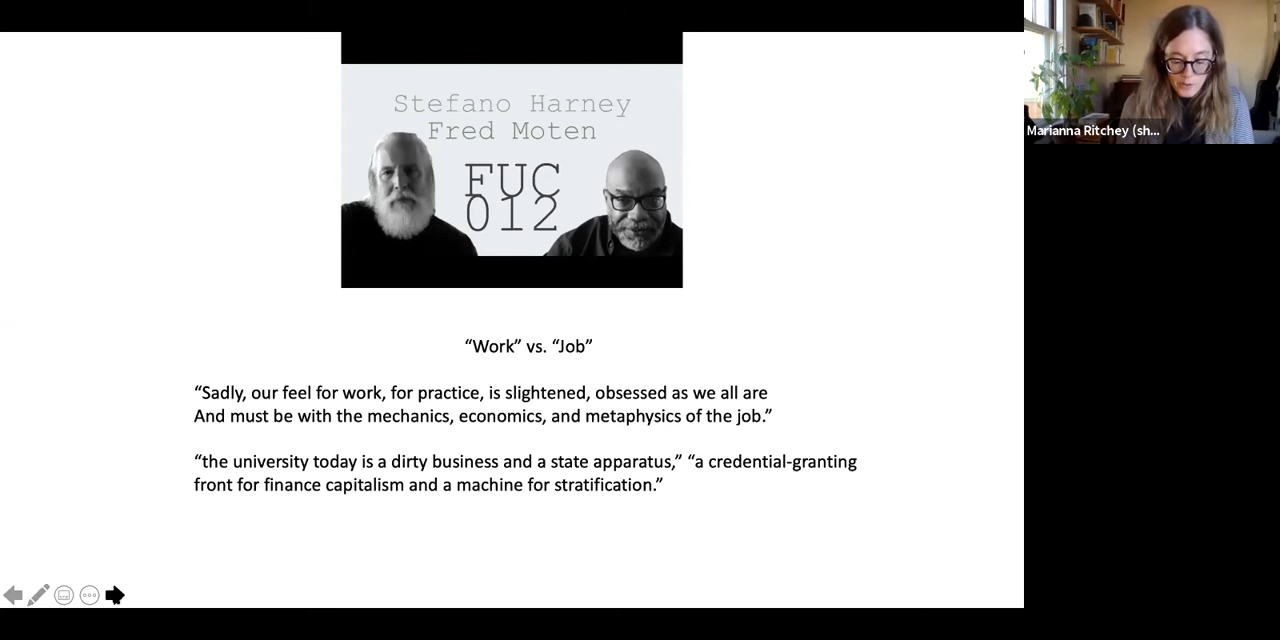 Stefano Harney
Fred Moten
FUC
012
Marianna Ritchey (sh...
“Work” vs. “Job”
“Sadly, our feel for work, for practice, is slightened, obsessed as we all are
And must be with the mechanics, economics, and metaphysics of the job.”
“the university today is a dirty business and a state apparatus,” “a credential-granting
front for finance capitalism and a machine for stratification.”